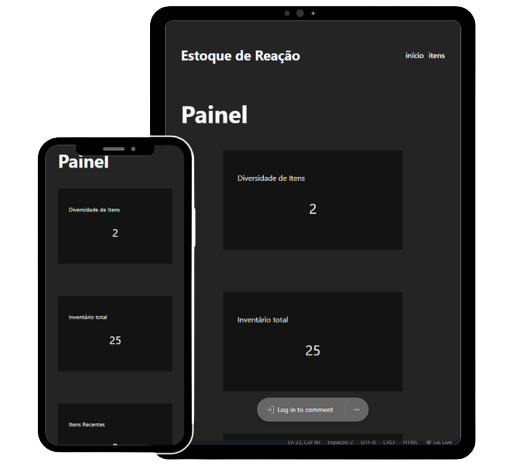 Estoque de Reação
início itens
Painel
Diversidade de Itens
2
Inventário total
25
Log in to comment
Ln 23, Col 90 Espaços: 2 UTF-8 CRLF HTML Go Live
Painel
Diversidade de Itens
2
Inventário total
25
Itens Recentes